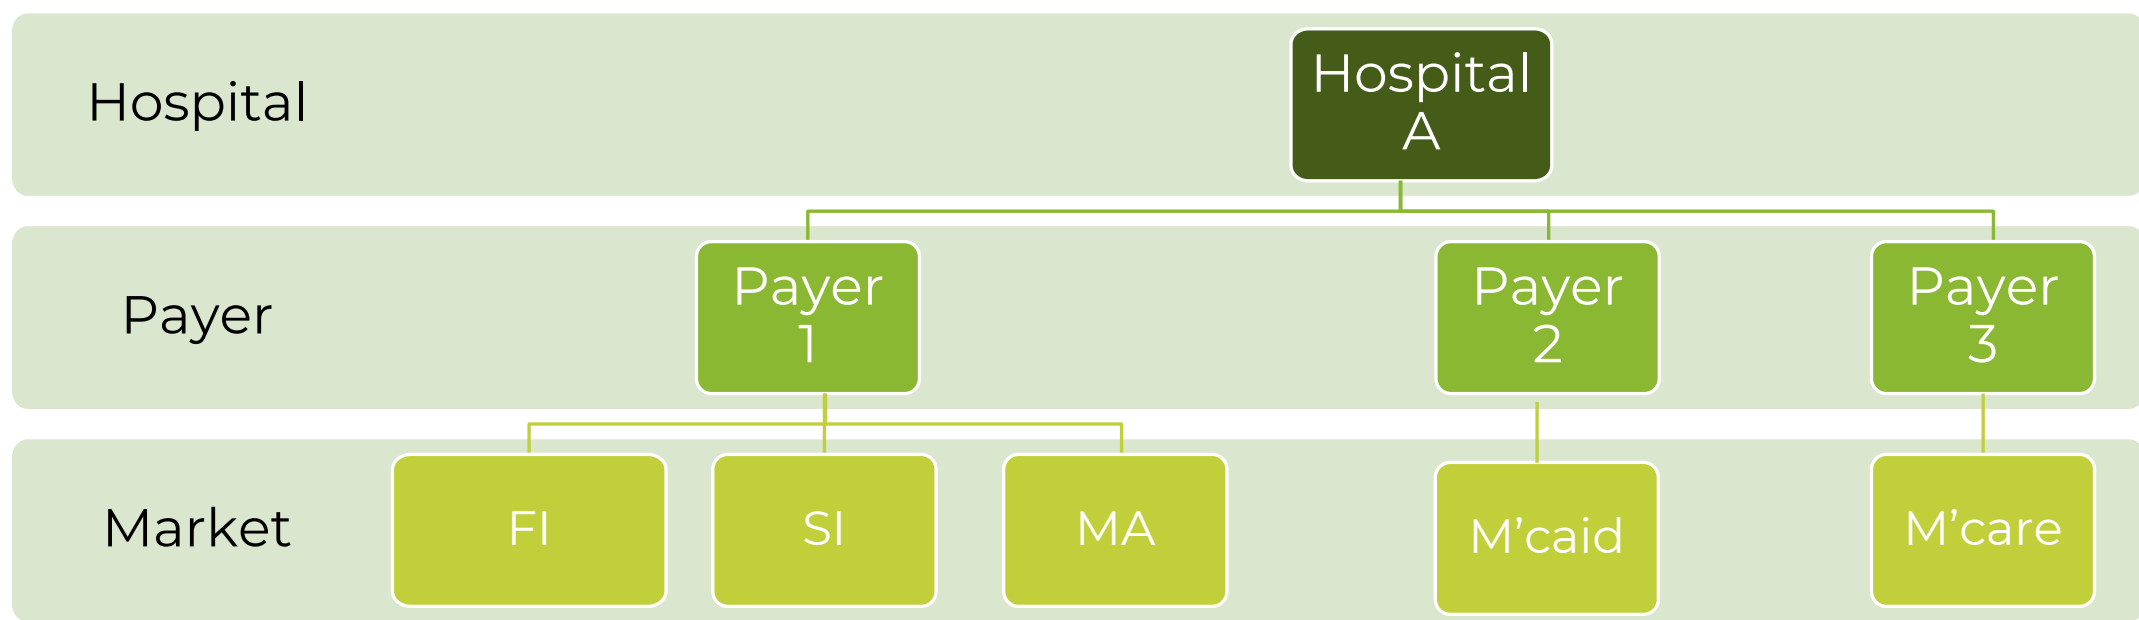 Hospital
Hospital
A
Payer
Payer
1
Payer
2
Payer
3
Market
FI
SI
MA
M’caid
M’care